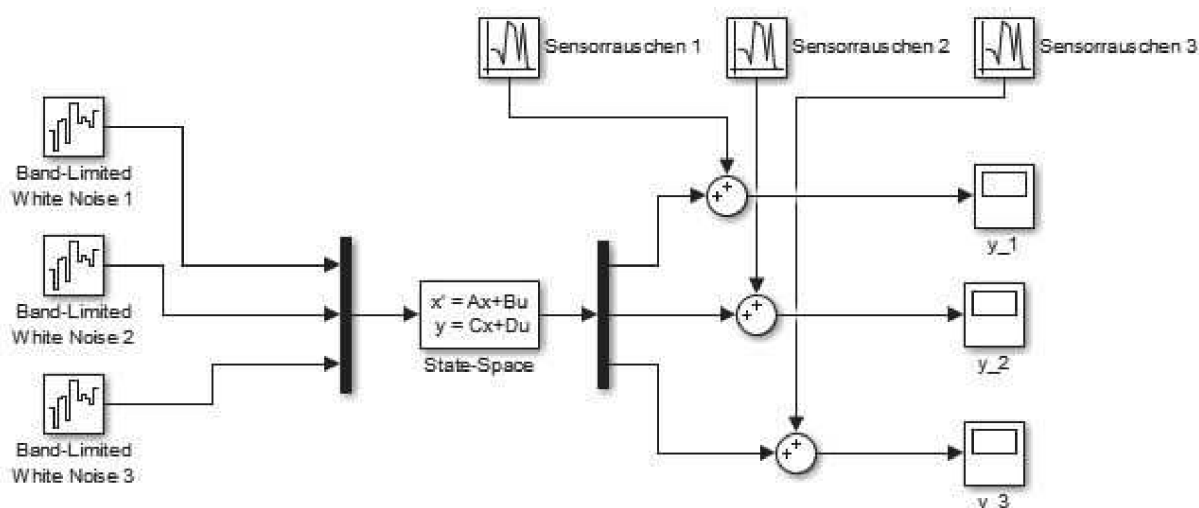 Sensorrauschen 1
Sensorrauschen 2
Sensorrauschen 3
Band-Limited
White Noise 1
y_1
Band-Limited
White Noise 2
x' = Ax+Bu
y = Cx+Du
State-Space
y_2
Band-Limited
White Noise 3
y_3